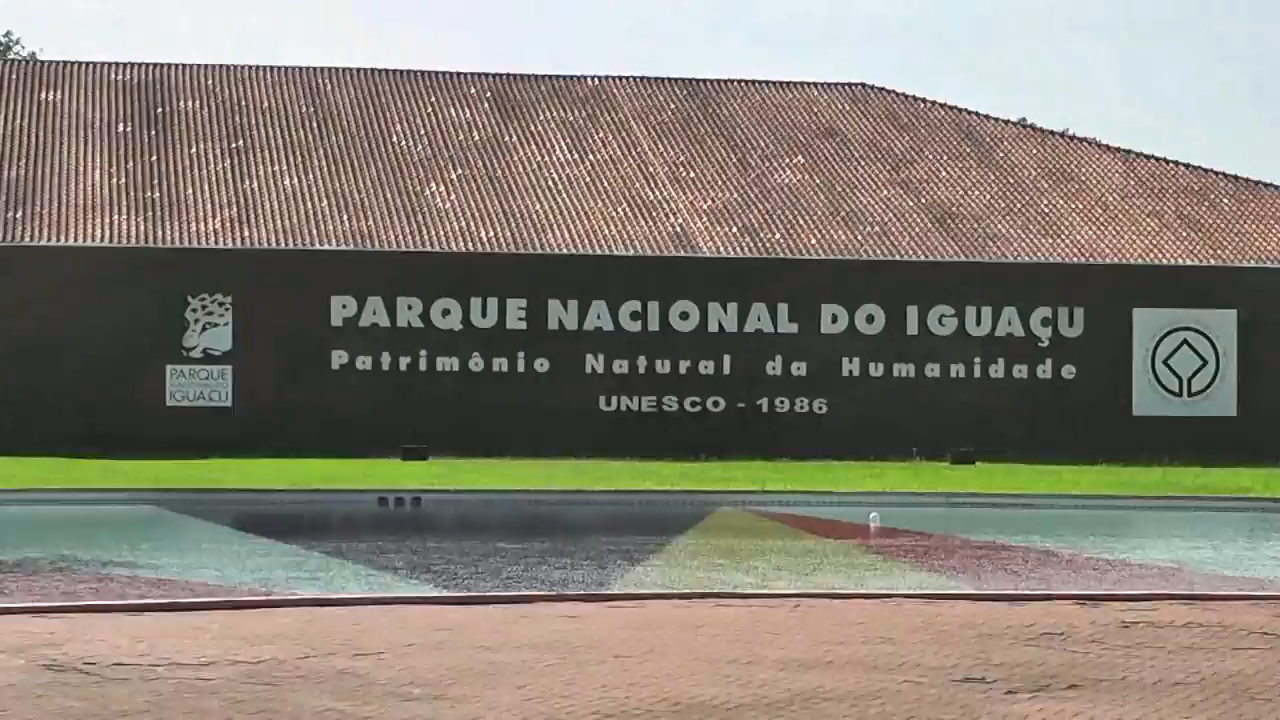 PARQUE NACIONAL DO IGUAÇU
Patrimônio Natural da Humanidade
UNESCO - 1986
PARQUE
IGUAÇU